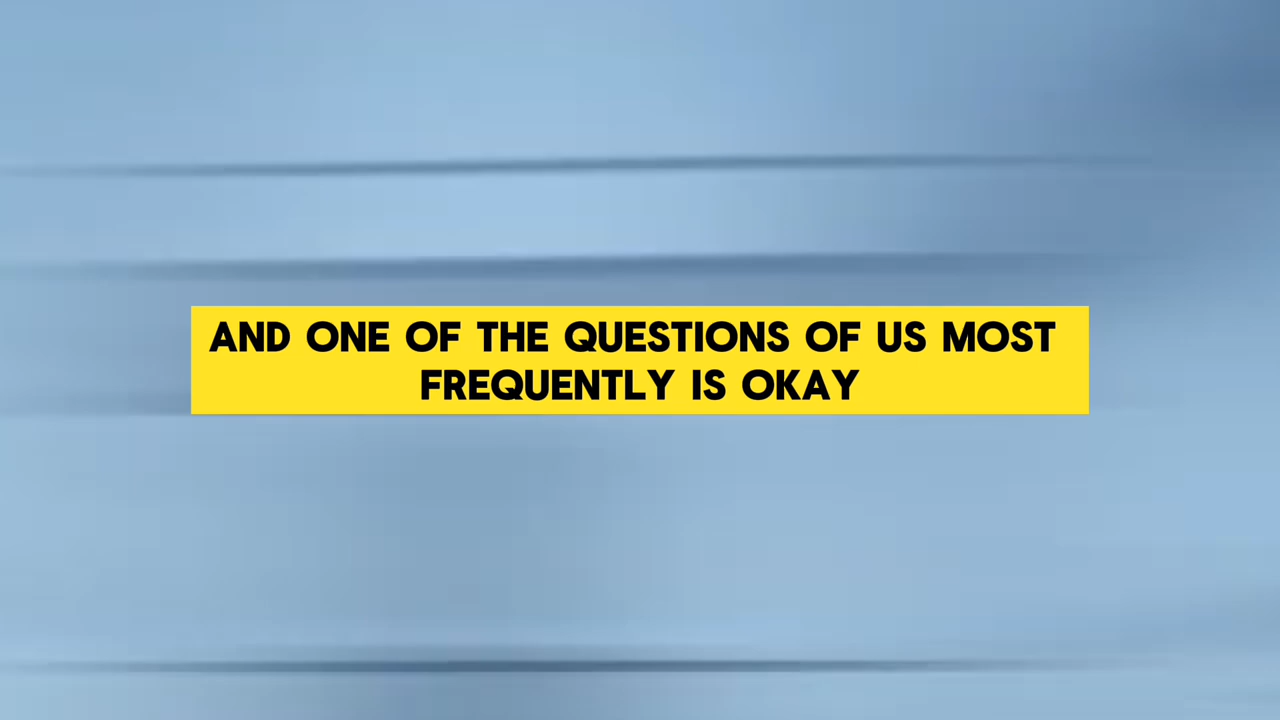 AND ONE OF THE QUESTIONS OF US MOST
FREQUENTLY IS OKAY